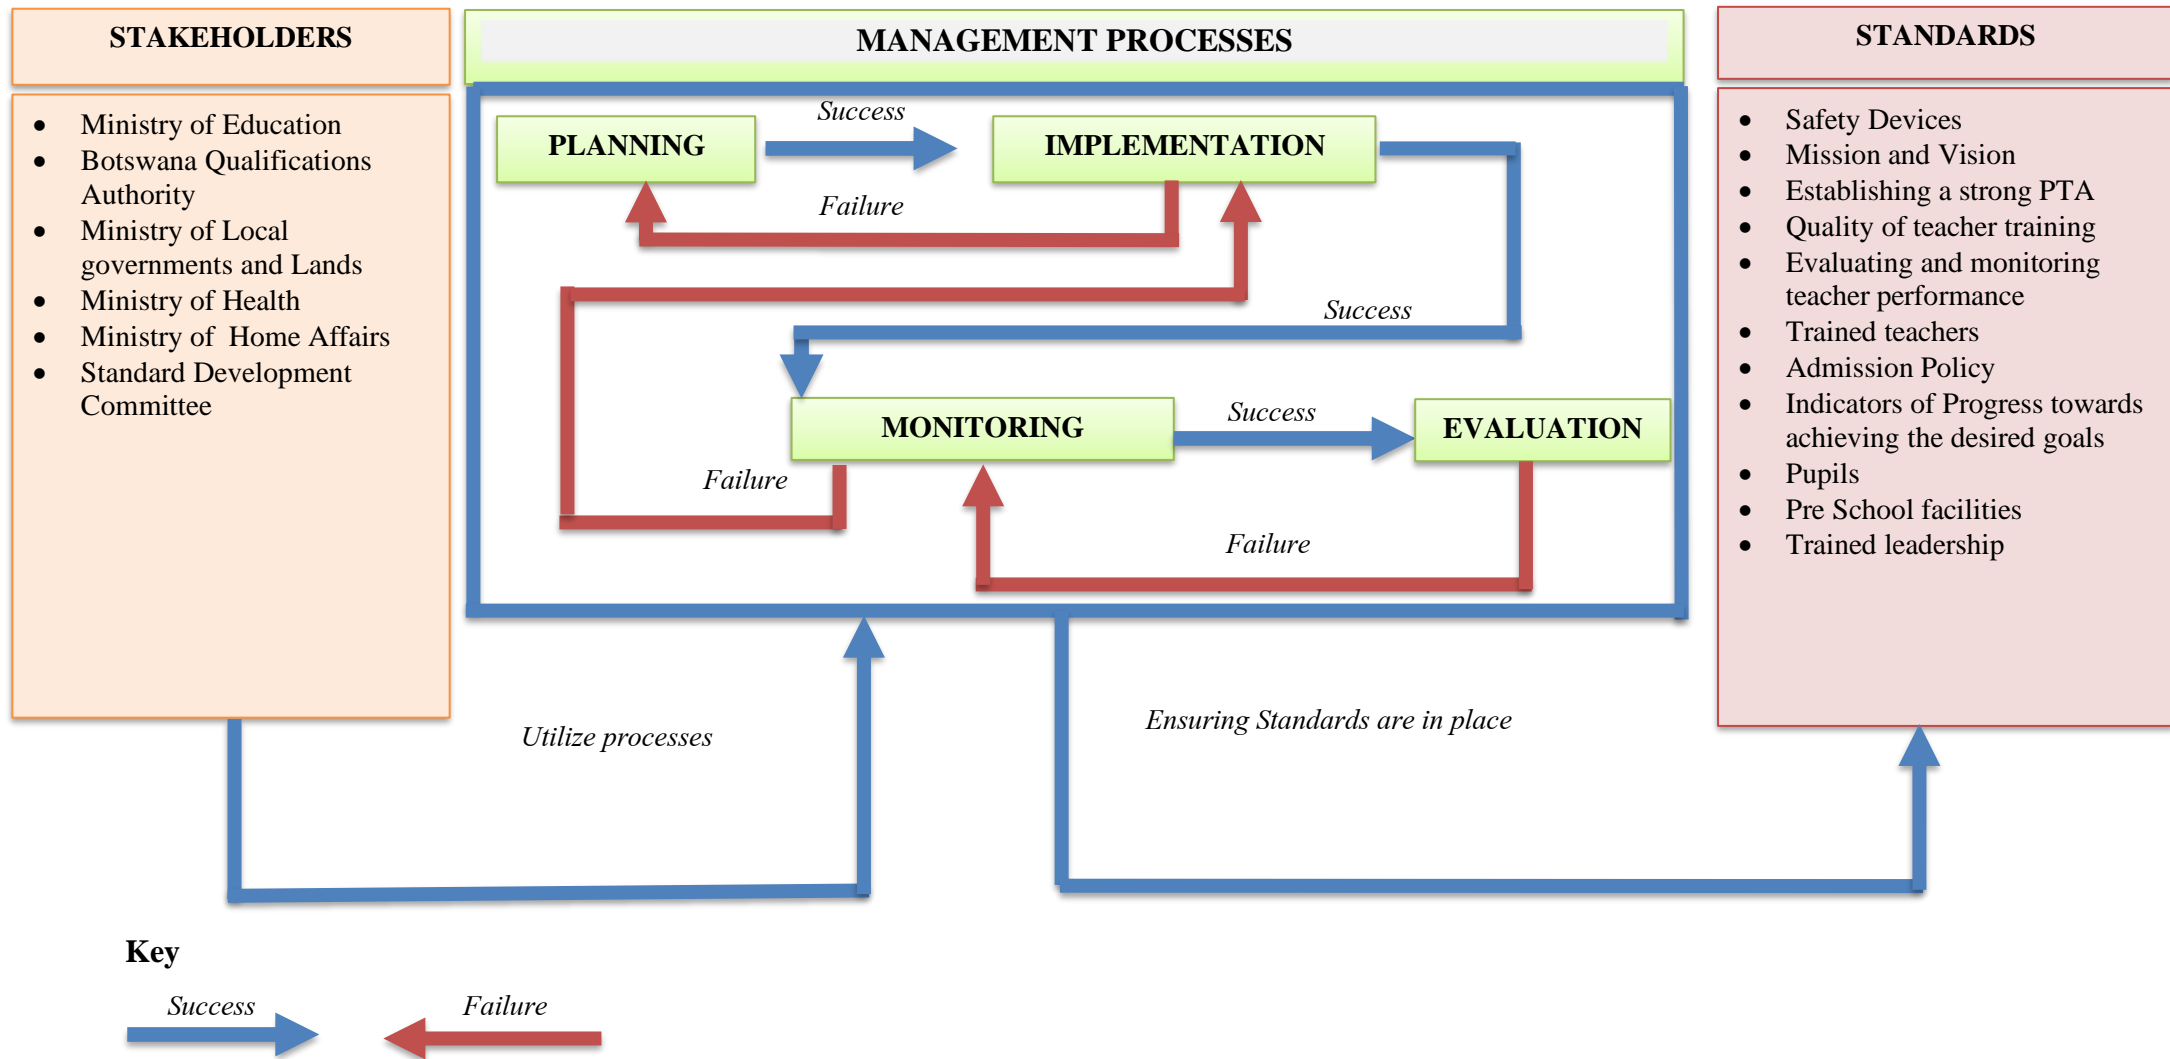 STAKEHOLDERS
• Ministry of Education
• Botswana Qualifications
Authority
• Ministry of Local
governments and Lands
• Ministry of Health
• Ministry of Home Affairs
• Standard Development
Committee
MANAGEMENT PROCESSES
Success
PLANNING
IMPLEMENTATION
Failure
Success
MONITORING
Success
EVALUATION
Failure
Failure
STANDARDS
• Safety Devices
• Mission and Vision
• Establishing a strong PTA
• Quality of teacher training
• Evaluating and monitoring
teacher performance
• Trained teachers
• Admission Policy
• Indicators of Progress towards
achieving the desired goals
• Pupils
• Pre School facilities
• Trained leadership
Utilize processes
Ensuring Standards are in place
Key
Success
Failure